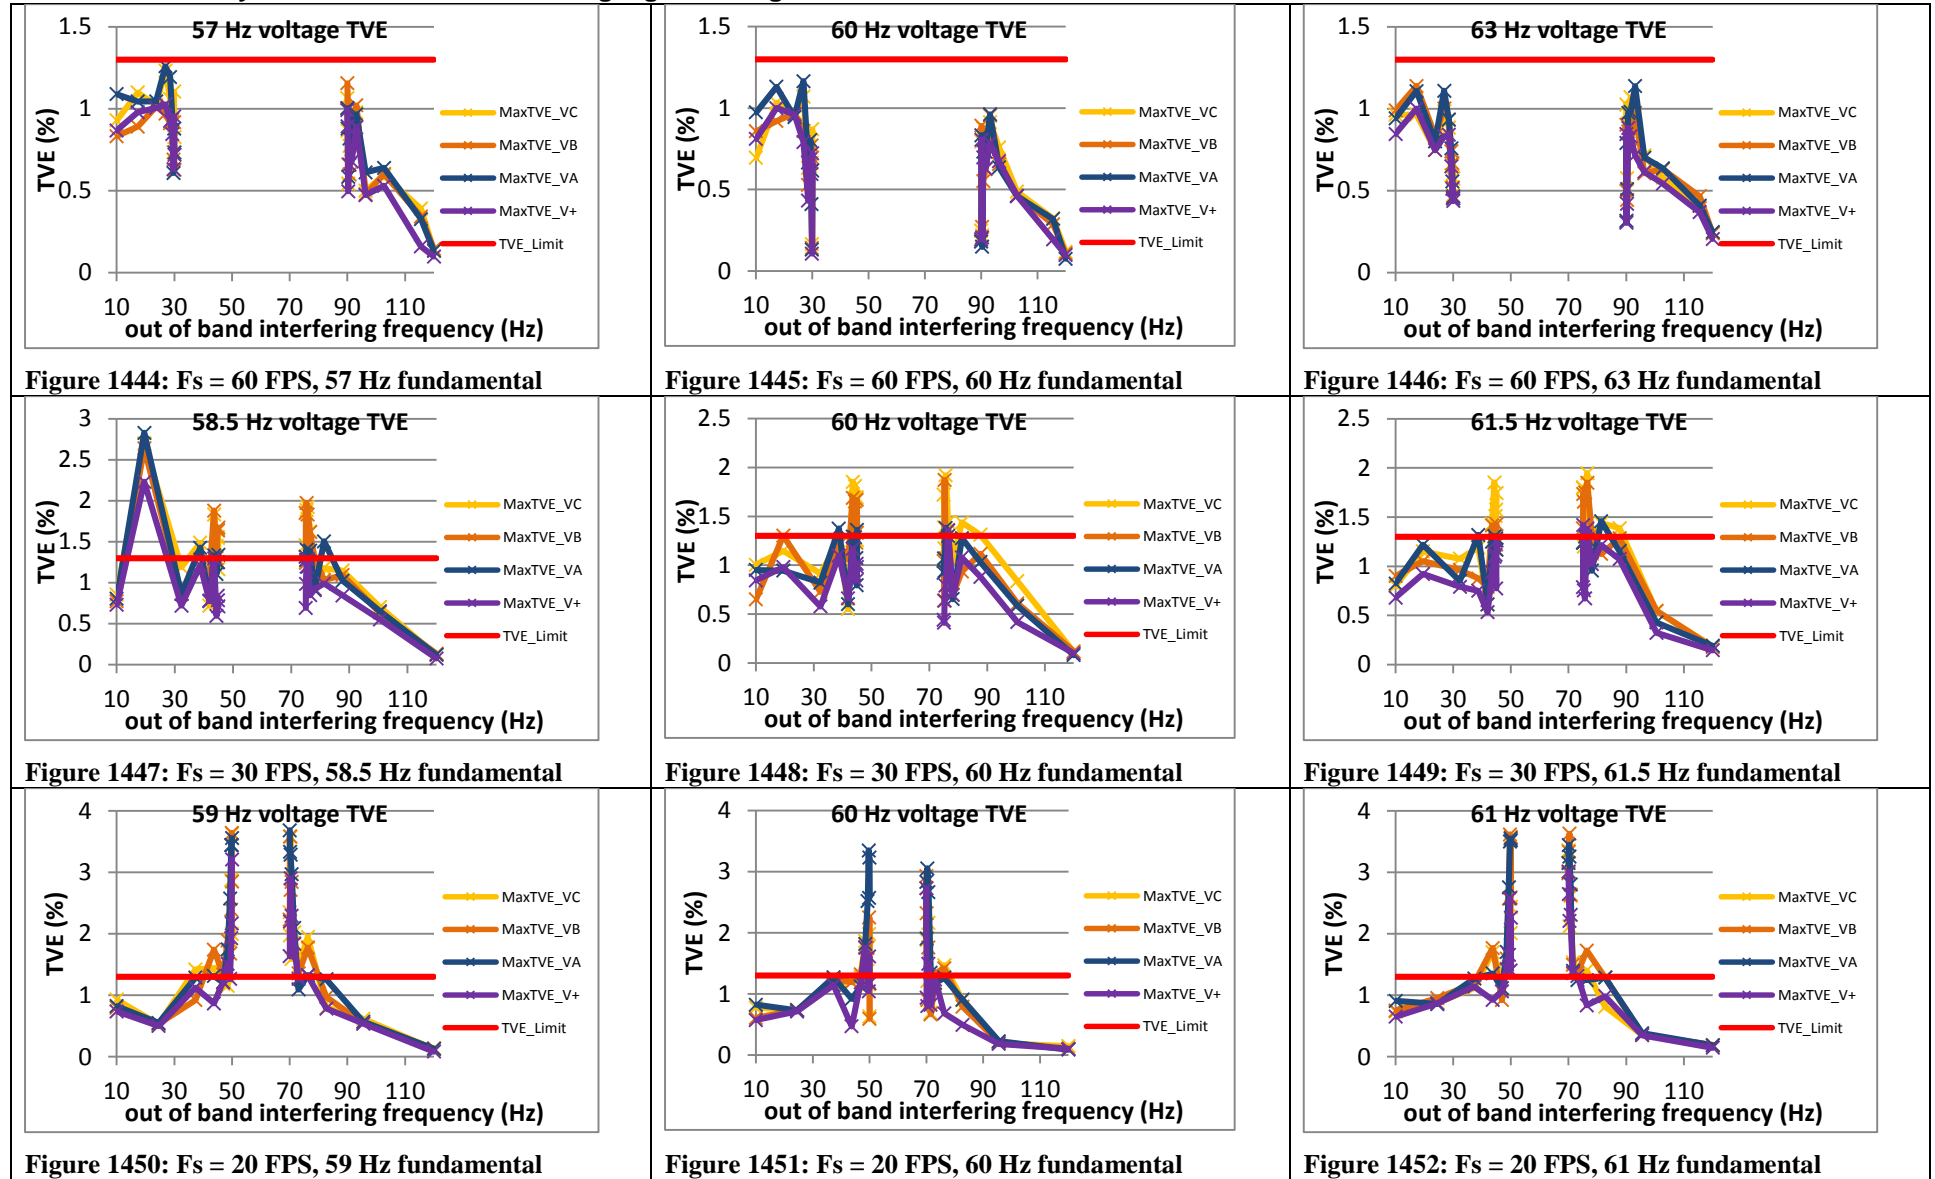 57 Hz voltage TVE
1.5
1
0.5
0
TVE (%)
10 30 50 70 90 110
out of band interfering frequency (Hz)
MaxTVE_VC
MaxTVE_VB
MaxTVE_VA
MaxTVE_V+
TVE_Limit
Figure 1444: Fs = 60 FPS, 57 Hz fundamental
60 Hz voltage TVE
1.5
1
0.5
0
TVE (%)
10 30 50 70 90 110
out of band interfering frequency (Hz)
MaxTVE_VC
MaxTVE_VB
MaxTVE_VA
MaxTVE_V+
TVE_Limit
Figure 1445: Fs = 60 FPS, 60 Hz fundamental
63 Hz voltage TVE
1.5
1
0.5
0
TVE (%)
10 30 50 70 90 110
out of band interfering frequency (Hz)
MaxTVE_VC
MaxTVE_VB
MaxTVE_VA
MaxTVE_V+
TVE_Limit
Figure 1446: Fs = 60 FPS, 63 Hz fundamental
58.5 Hz voltage TVE
3
2.5
2
1.5
1
0.5
0
TVE (%)
10 30 50 70 90 110
out of band interfering frequency (Hz)
MaxTVE_VC
MaxTVE_VB
MaxTVE_VA
MaxTVE_V+
TVE_Limit
Figure 1447: Fs = 30 FPS, 58.5 Hz fundamental
60 Hz voltage TVE
2.5
2
1.5
1
0.5
0
TVE (%)
10 30 50 70 90 110
out of band interfering frequency (Hz)
MaxTVE_VC
MaxTVE_VB
MaxTVE_VA
MaxTVE_V+
TVE_Limit
Figure 1448: Fs = 30 FPS, 60 Hz fundamental
61.5 Hz voltage TVE
2.5
2
1.5
1
0.5
0
TVE (%)
10 30 50 70 90 110
out of band interfering frequency (Hz)
MaxTVE_VC
MaxTVE_VB
MaxTVE_VA
MaxTVE_V+
TVE_Limit
Figure 1449: Fs = 30 FPS, 61.5 Hz fundamental
59 Hz voltage TVE
4
3
2
1
0
TVE (%)
10 30 50 70 90 110
out of band interfering frequency (Hz)
MaxTVE_VC
MaxTVE_VB
MaxTVE_VA
MaxTVE_V+
TVE_Limit
Figure 1450: Fs = 20 FPS, 59 Hz fundamental
60 Hz voltage TVE
4
3
2
1
0
TVE (%)
10 30 50 70 90 110
out of band interfering frequency (Hz)
MaxTVE_VC
MaxTVE_VB
MaxTVE_VA
MaxTVE_V+
TVE_Limit
Figure 1451: Fs = 20 FPS, 60 Hz fundamental
61 Hz voltage TVE
4
3
2
1
0
TVE (%)
10 30 50 70 90 110
out of band interfering frequency (Hz)
MaxTVE_VC
MaxTVE_VB
MaxTVE_VA
MaxTVE_V+
TVE_Limit
Figure 1452: Fs = 20 FPS, 61 Hz fundamental